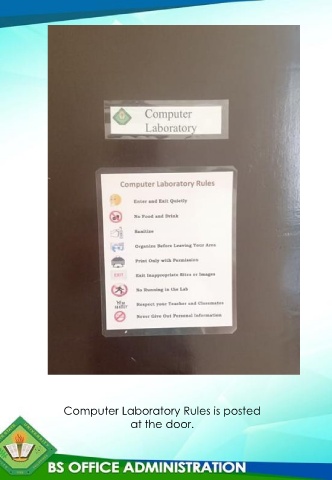 Computer
Laboratory
Computer Laboratory Rules
Enter and Exit Quietly
No Food and Drink
Sanitize
Organize Before Leaving Your Area
Print Only with Permission
EXIT
Exit Inappropriate Sites or Images
No Running in the Lab
Respect your Teacher and Classmates
Never Give Out Personal Information
Computer Laboratory Rules is posted
at the door.
BS OFFICE ADMINISTRATION